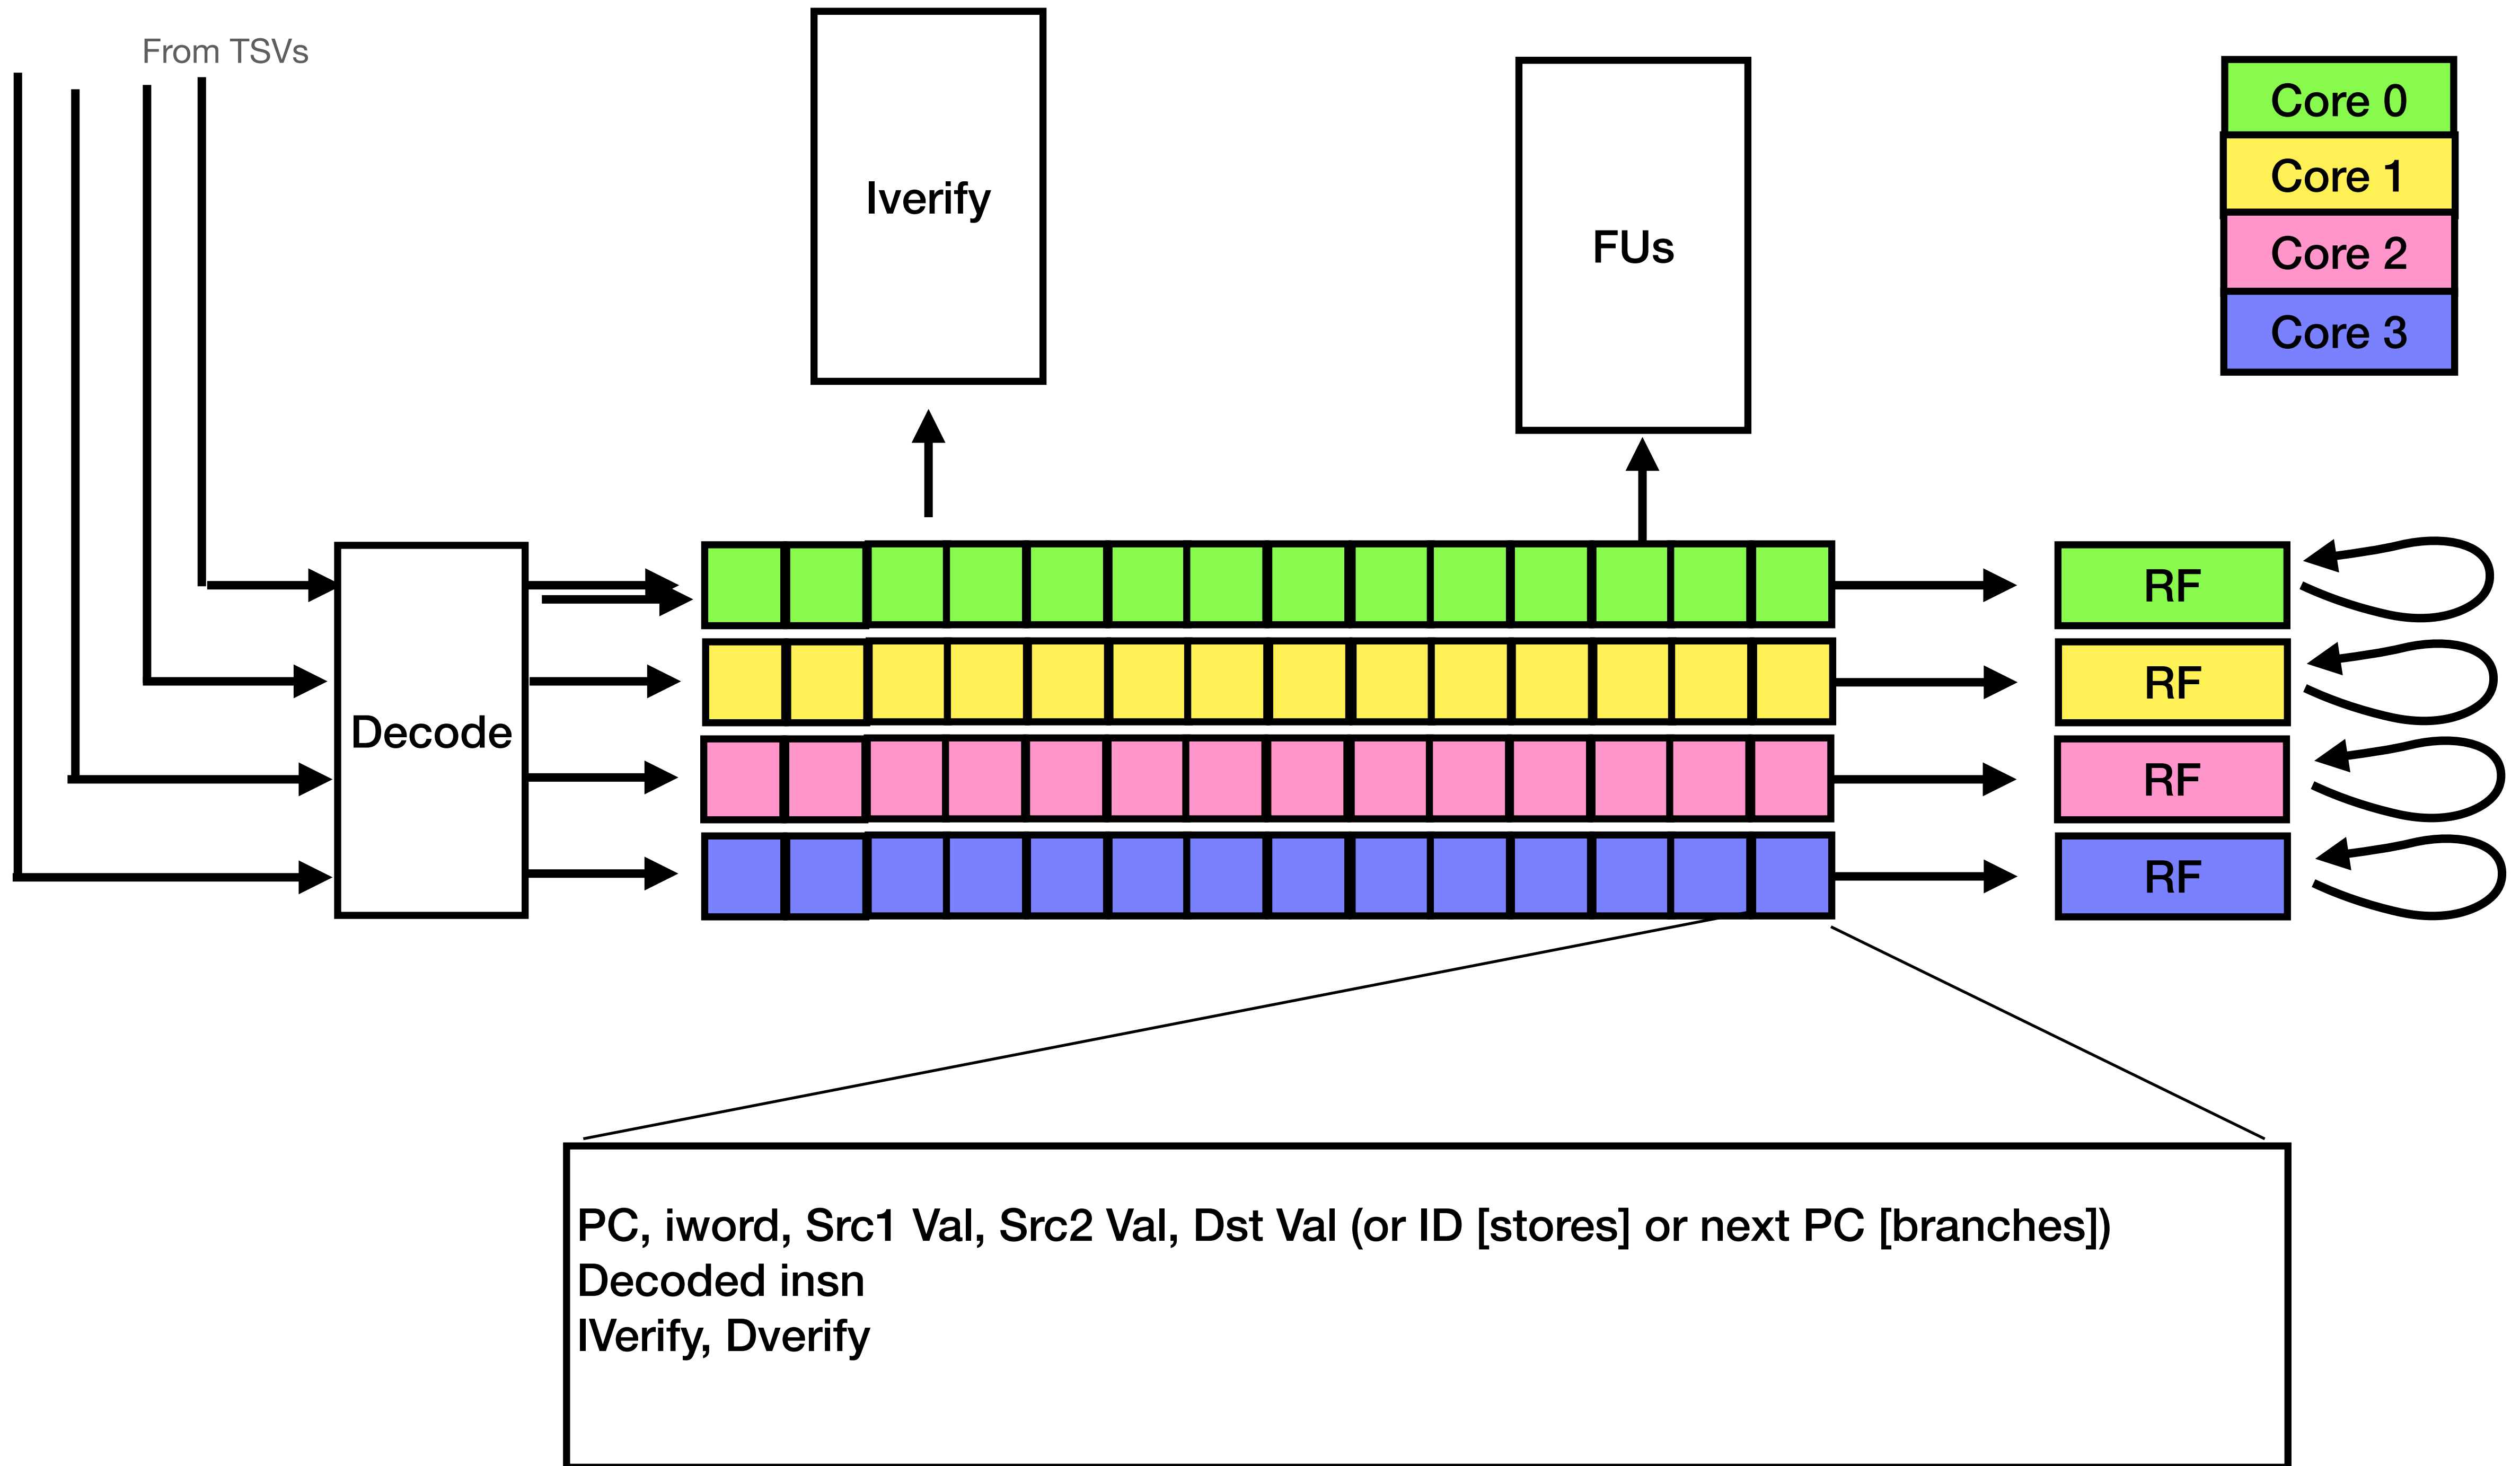 From TSVs
Iverify
FUs
Core 0
Core 1
Core 2
Core 3
Decode
RF
RF
RF
RF
PC, iword, Src1 Val, Src2 Val, Dst Val (or ID [stores] or next PC [branches])
Decoded insn
IVerify, Dverify